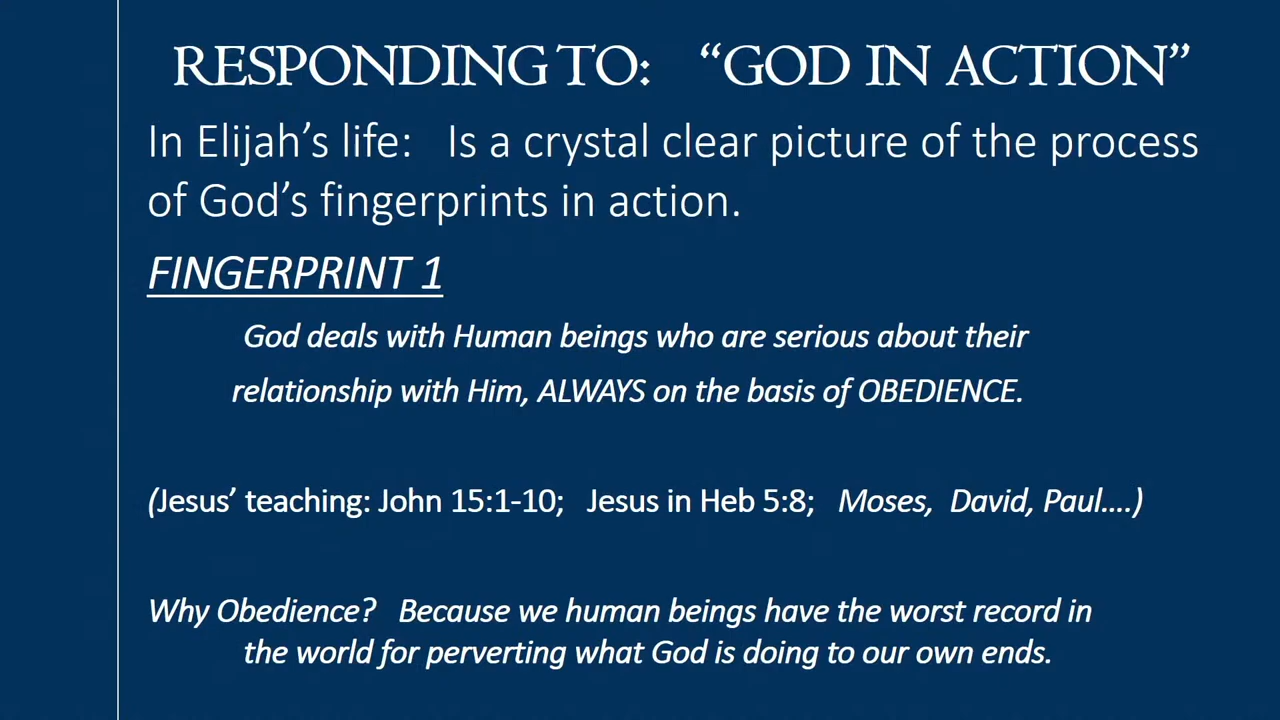 RESPONDING TO: “GOD IN ACTION”
In Elijah’s life: Is a crystal clear picture of the process
of God’s fingerprints in action.
FINGERPRINT 1
God deals with Human beings who are serious about their
relationship with Him, ALWAYS on the basis of OBEDIENCE.
(Jesus’ teaching: John 15:1-10; Jesus in Heb 5:8; Moses, David, Paul….)
Why Obedience? Because we human beings have the worst record in
the world for perverting what God is doing to our own ends.